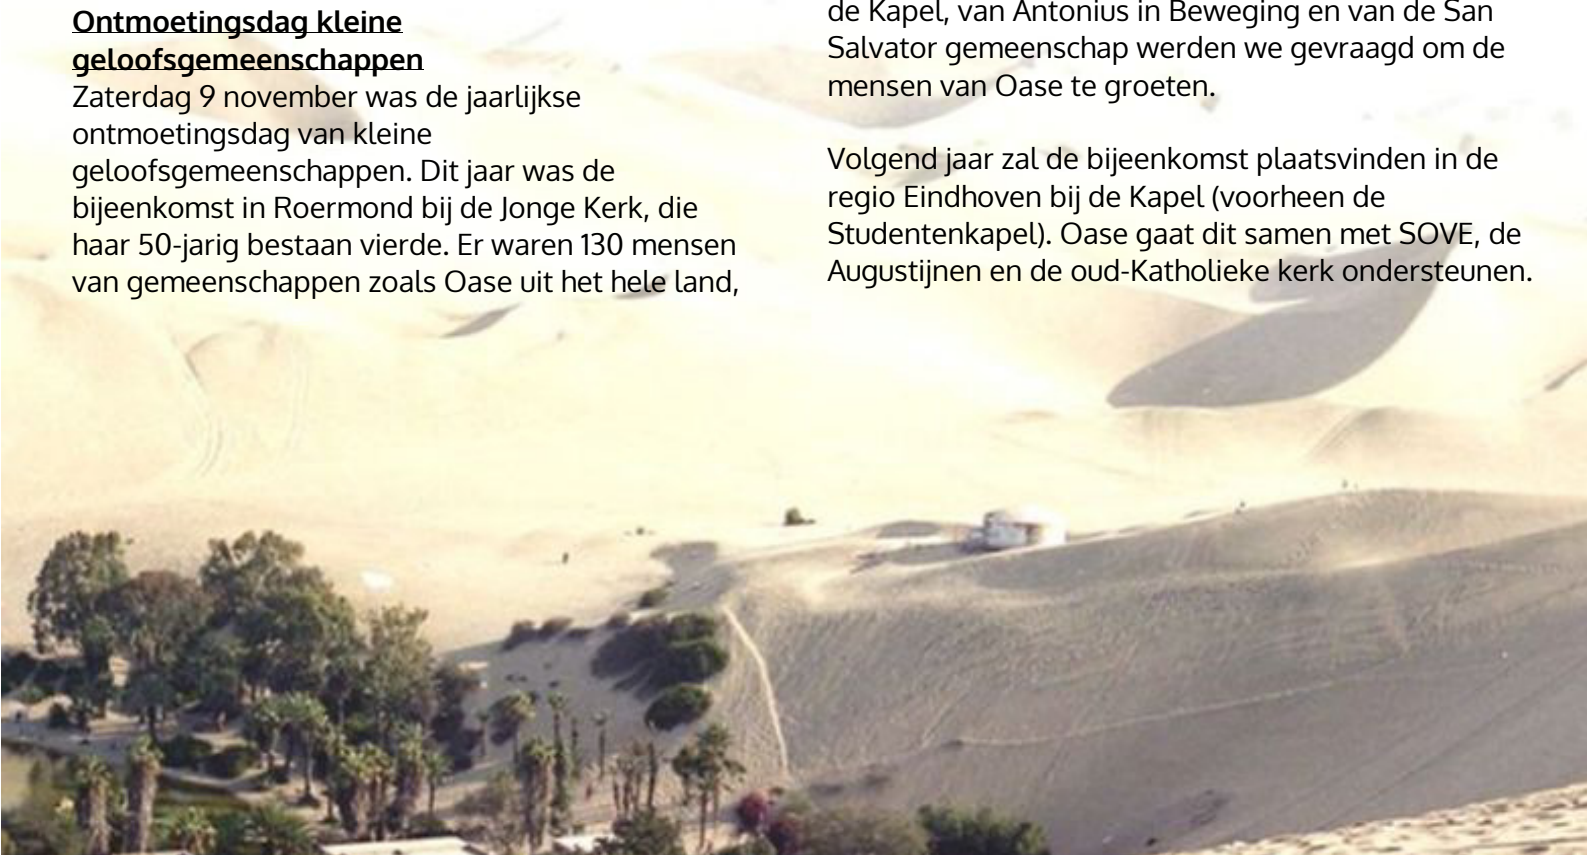 Ontmoetingsdag kleine
geloofsgemeenschappen
Zaterdag 9 november was de jaarlijkse
ontmoetingsdag van kleine
geloofsgemeenschappen. Dit jaar was de
bijeenkomst in Roermond bij de Jonge Kerk, die
haar 50-jarig bestaan vierde. Er waren 130 mensen
van gemeenschappen zoals Oase uit het hele land,
de Kapel, van Antonius in Beweging en van de San
Salvator gemeenschap werden we gevraagd om de
mensen van Oase te groeten.
Volgend jaar zal de bijeenkomst plaatsvinden in de
regio Eindhoven bij de Kapel (voorheen de
Studentenkapel). Oase gaat dit samen met SOVE, de
Augustijnen en de oud-Katholieke kerk ondersteunen.